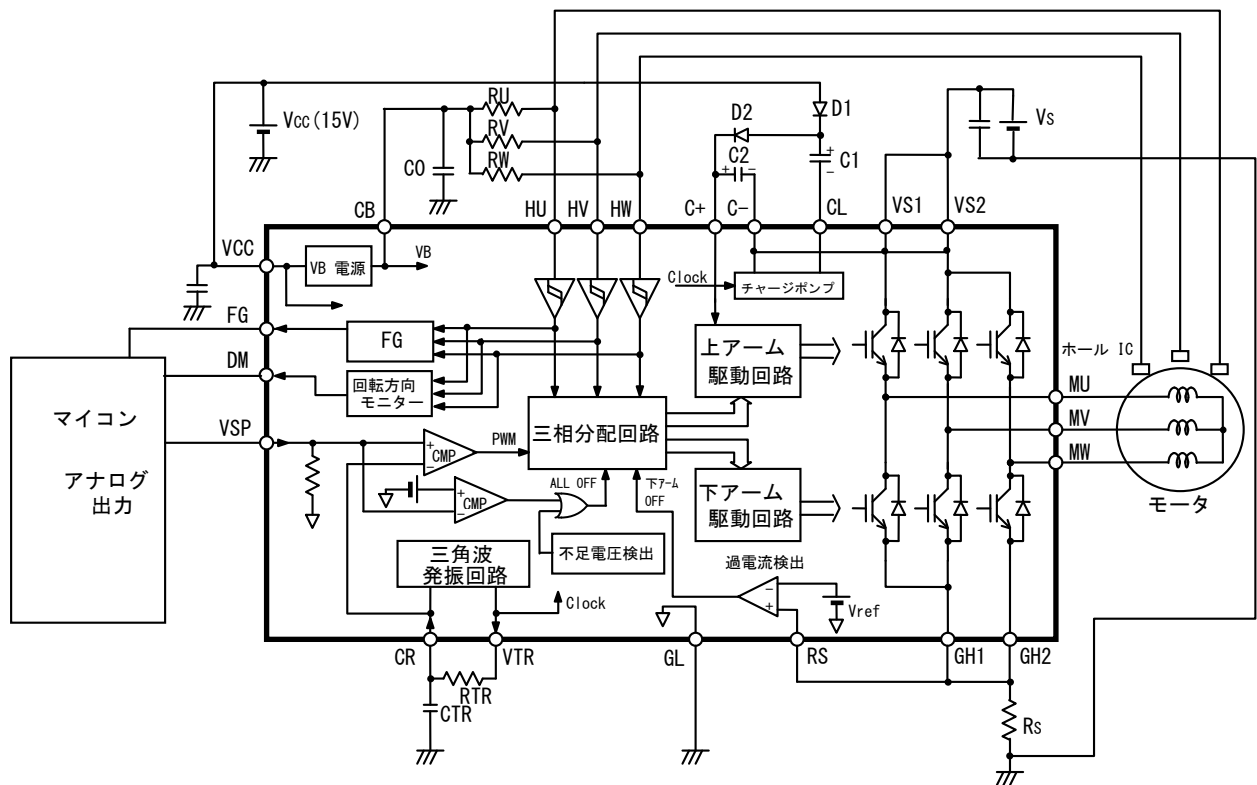 VCC(15V)
RU
RV
RW
CO
D2
D1
C2
+
-
+
-
C1
VS
CB
HU
HV
HW
C+
C-
CL
VS1
VS2
VCC
VB 電源
VB
Clock
チャージポンプ
FG
FG
DM
回転方向
モニター
上アーム
駆動回路
ホール IC
MU
MV
MW
モータ
マイコン
アナログ
出力
VSP
+
-
CMP
PWM
三相分配回路
+
-
CMP
ALL OFF
下アーム
OFF
下アーム
駆動回路
不足電圧検出
三角波
発振回路
Clock
過電流検出
-
+
Vref
CR
VTR
GL
RS
GH1
GH2
RTR
CTR
RS